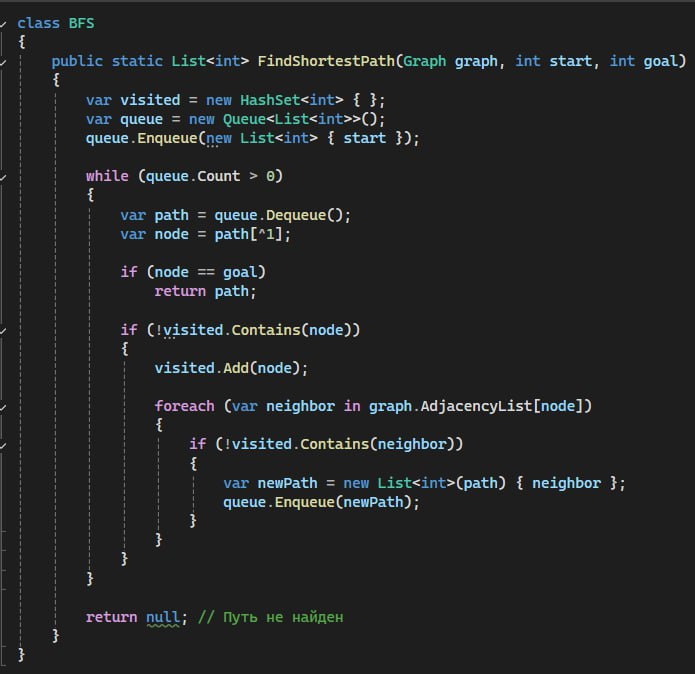 class BFS
{
    public static List<int> FindShortestPath(Graph graph, int start, int goal)
    {
        var visited = new HashSet<int> { };
        var queue = new Queue<List<int>>();
        queue.Enqueue(new List<int> { start });

        while (queue.Count > 0)
        {
            var path = queue.Dequeue();
            var node = path[^1];

            if (node == goal)
                return path;

            if (!visited.Contains(node))
            {
                visited.Add(node);

                foreach (var neighbor in graph.AdjacencyList[node])
                {
                    if (!visited.Contains(neighbor))
                    {
                        var newPath = new List<int>(path) { neighbor };
                        queue.Enqueue(newPath);
                    }
                }
            }
        }

        return null; // Путь не найден
    }
}